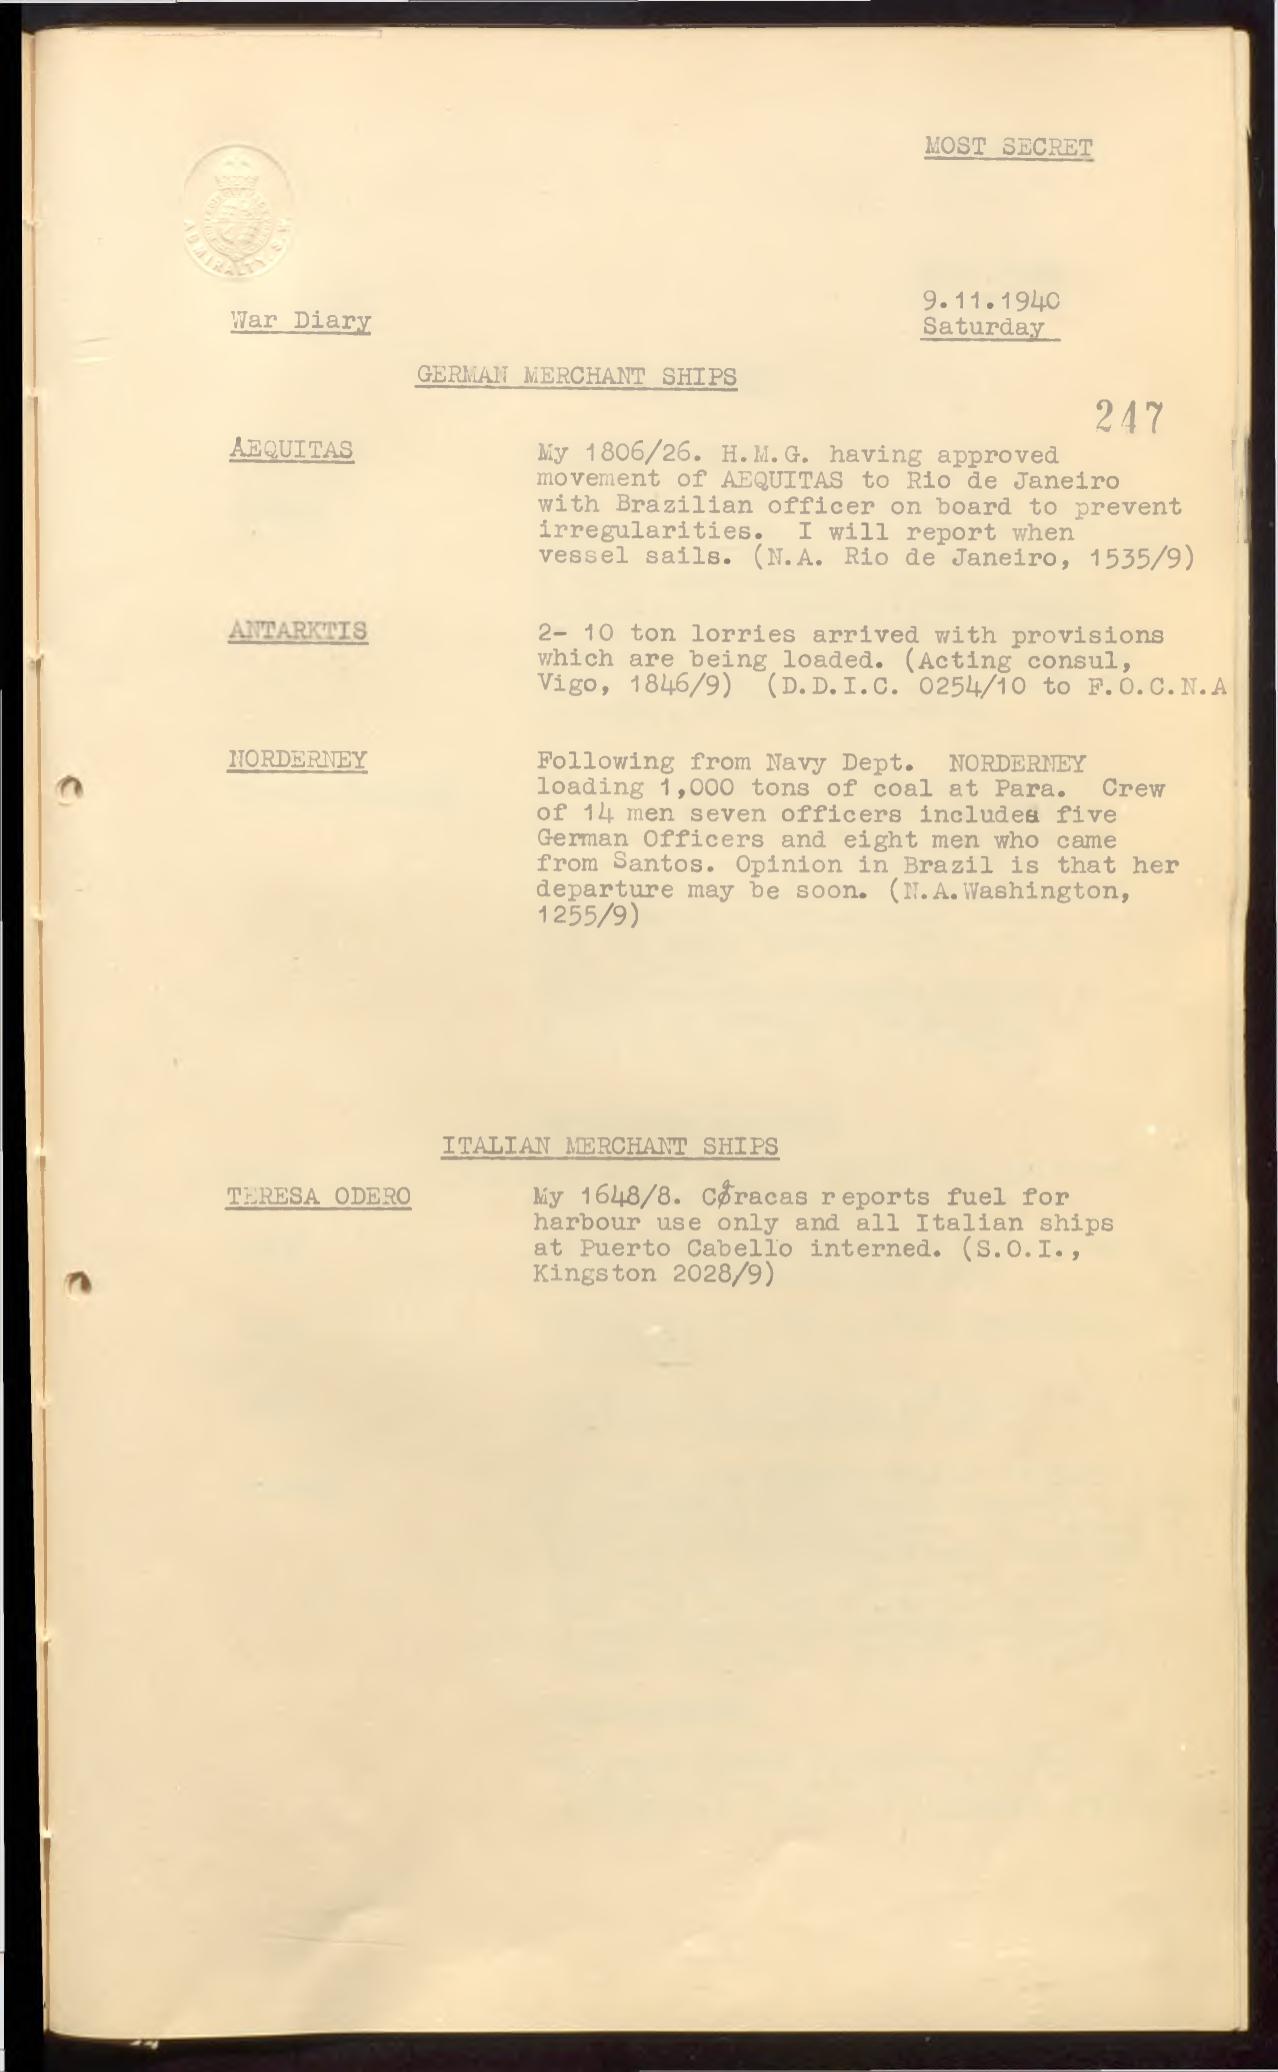 MOST SECRET
ADMIRALTY. S.W.
9.11.1940
War Diary
Saturday
GERMAN MERCHANT SHIPS
247
AEQUITAS
My 1806/26. H.M.G. having approved
movement of AEQUITAS to Rio de Janeiro
with Brazilian officer on board to prevent
irregularities. I will report when
vessel sails. (N.A. Rio de Janeiro, 1535/9)
ANTARKTIS
2- 10 ton lorries arrived with provisions
which are being loaded. (Acting consul,
Vigo, 1846/9) (D.D.I.C. 0254/10 to F.O.C.N.A
NORDERNEY
Following from Navy Dept. NORDERNEY
loading 1,000 tons of coal at Para. Crew
of 14 men seven officers includes five
German Officers and eight men who came
from Santos. Opinion in Brazil is that her
departure may be soon. (N.A.Washington,
1255/9)
ITALIAN MERCHANT SHIPS
TERESA ODERO
My 1648/8. Caracas reports fuel for
harbour use only and all Italian ships
at Puerto Cabello interned. (S.O.I.,
Kingston 2028/9)